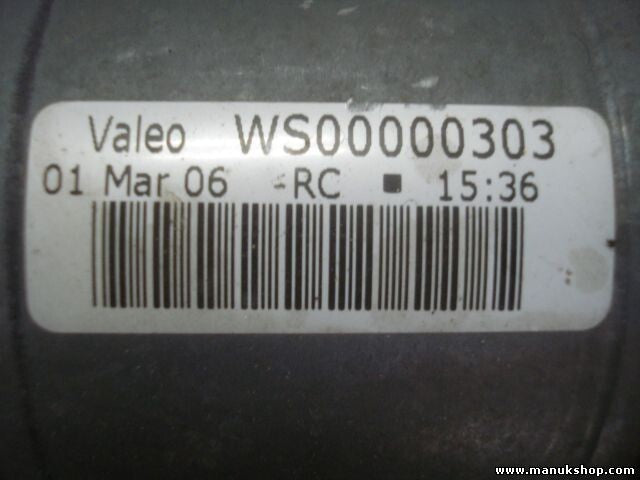 Valeo WS00000303
01 Mar 06 -RC ■ 15:36
www.manukshop.com